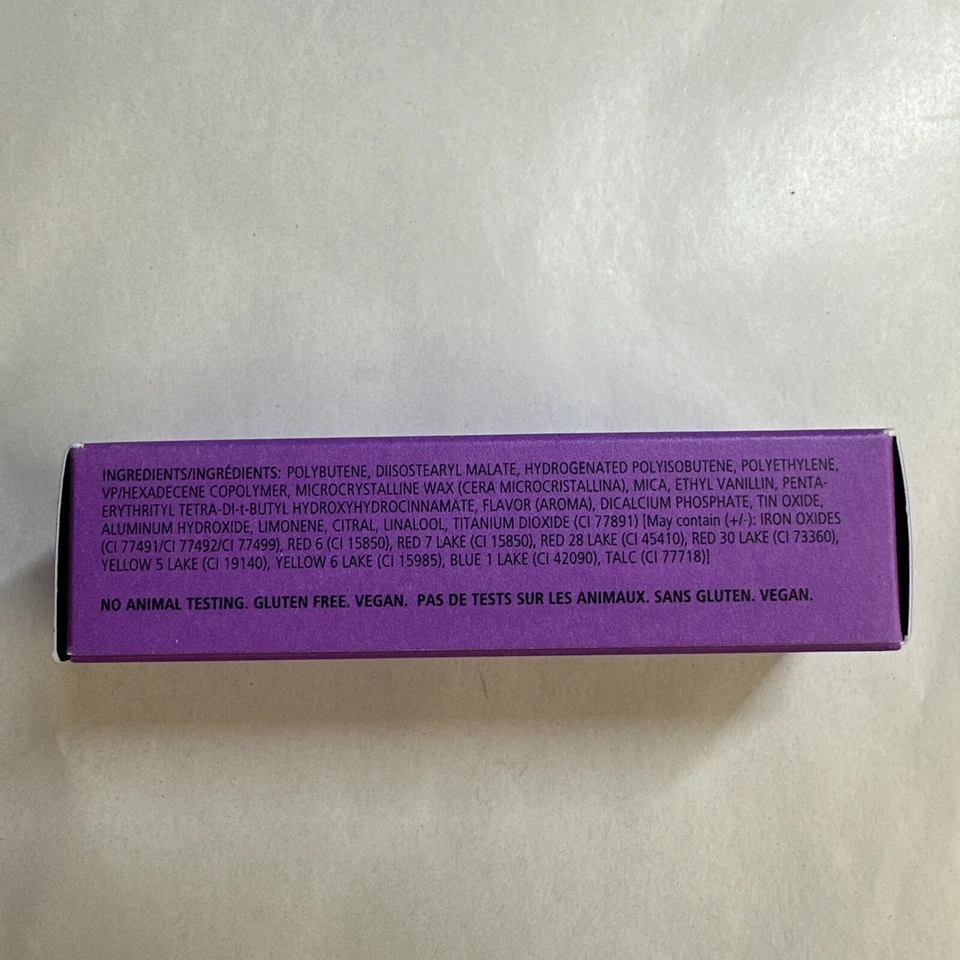 INGREDIENTS/INGRÉDIENTS: POLYBUTENE, DIISOSTEARYL MALATE, HYDROGENATED POLYISOBUTENE, POLYETHYLENE,
VP/HEXADECENE COPOLYMER, MICROCRYSTALLINE WAX (CERA MICROCRISTALLINA), MICA, ETHYL VANILLIN, PENTA-
ERYTHRITYL TETRA-DI-t-BUTYL HYDROXYHYDROCINNAMATE, FLAVOR (AROMA), DICALCIUM PHOSPHATE, TIN OXIDE,
ALUMINUM HYDROXIDE, LIMONENE, CITRAL, LINALOOL, TITANIUM DIOXIDE (CI 77891) [May contain (+/-): IRON OXIDES
(CI 77491/CI 77492/CI 77499), RED 6 (CI 15850), RED 7 LAKE (CI 15850), RED 28 LAKE (CI 45410), RED 30 LAKE (CI 73360),
YELLOW 5 LAKE (CI 19140), YELLOW 6 LAKE (CI 15985), BLUE 1 LAKE (CI 42090), TALC (CI 77718)]
NO ANIMAL TESTING. GLUTEN FREE. VEGAN. PAS DE TESTS SUR LES ANIMAUX. SANS GLUTEN. VEGAN.